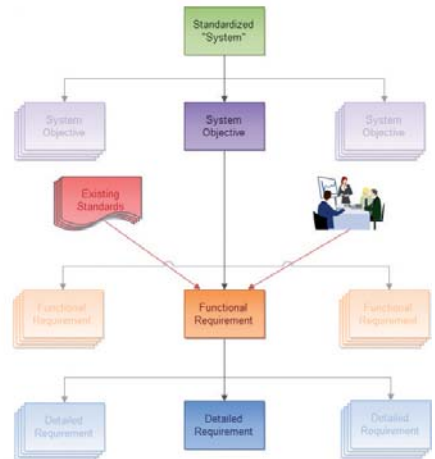 Standardized
"System"
System
Objective
System
Objective
System
Objective
Existing
Standards
Functional
Requirement
Functional
Requirement
Functional
Requirement
Detailed
Requirement
Detailed
Requirement
Detailed
Requirement